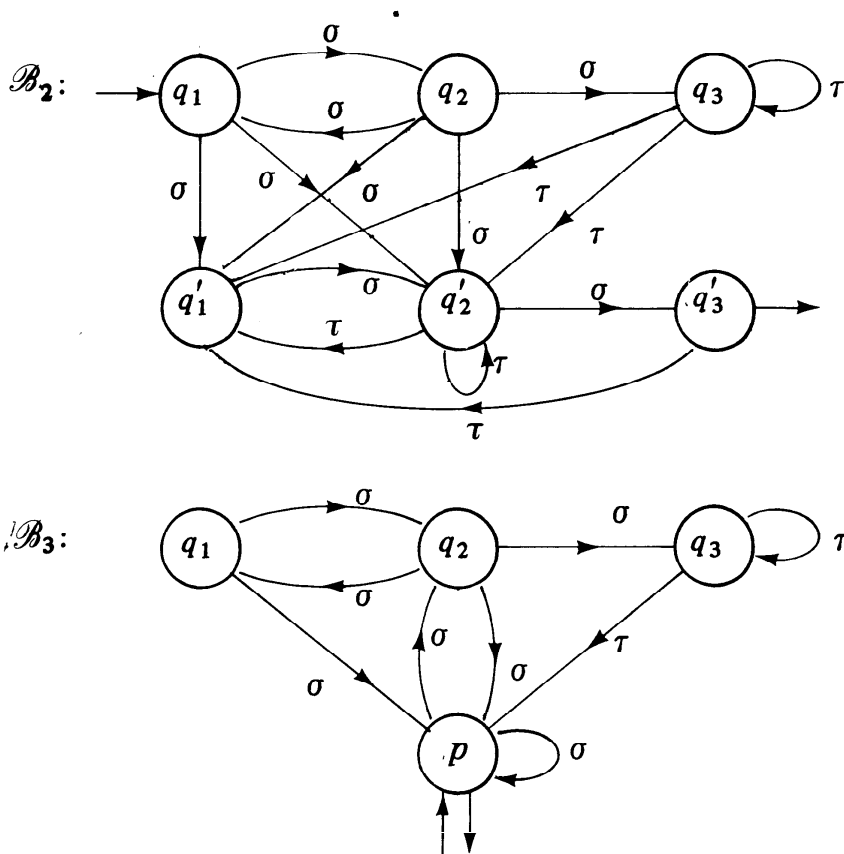 σ
ℬ₂: q₁ q₂ σ q₃ τ
σ
σ σ σ τ
σ τ
q′₁ σ q′₂ σ q′₃
τ
τ
τ
σ
ℬ₃: q₁ q₂ σ q₃ τ
σ
σ τ
σ σ
p σ